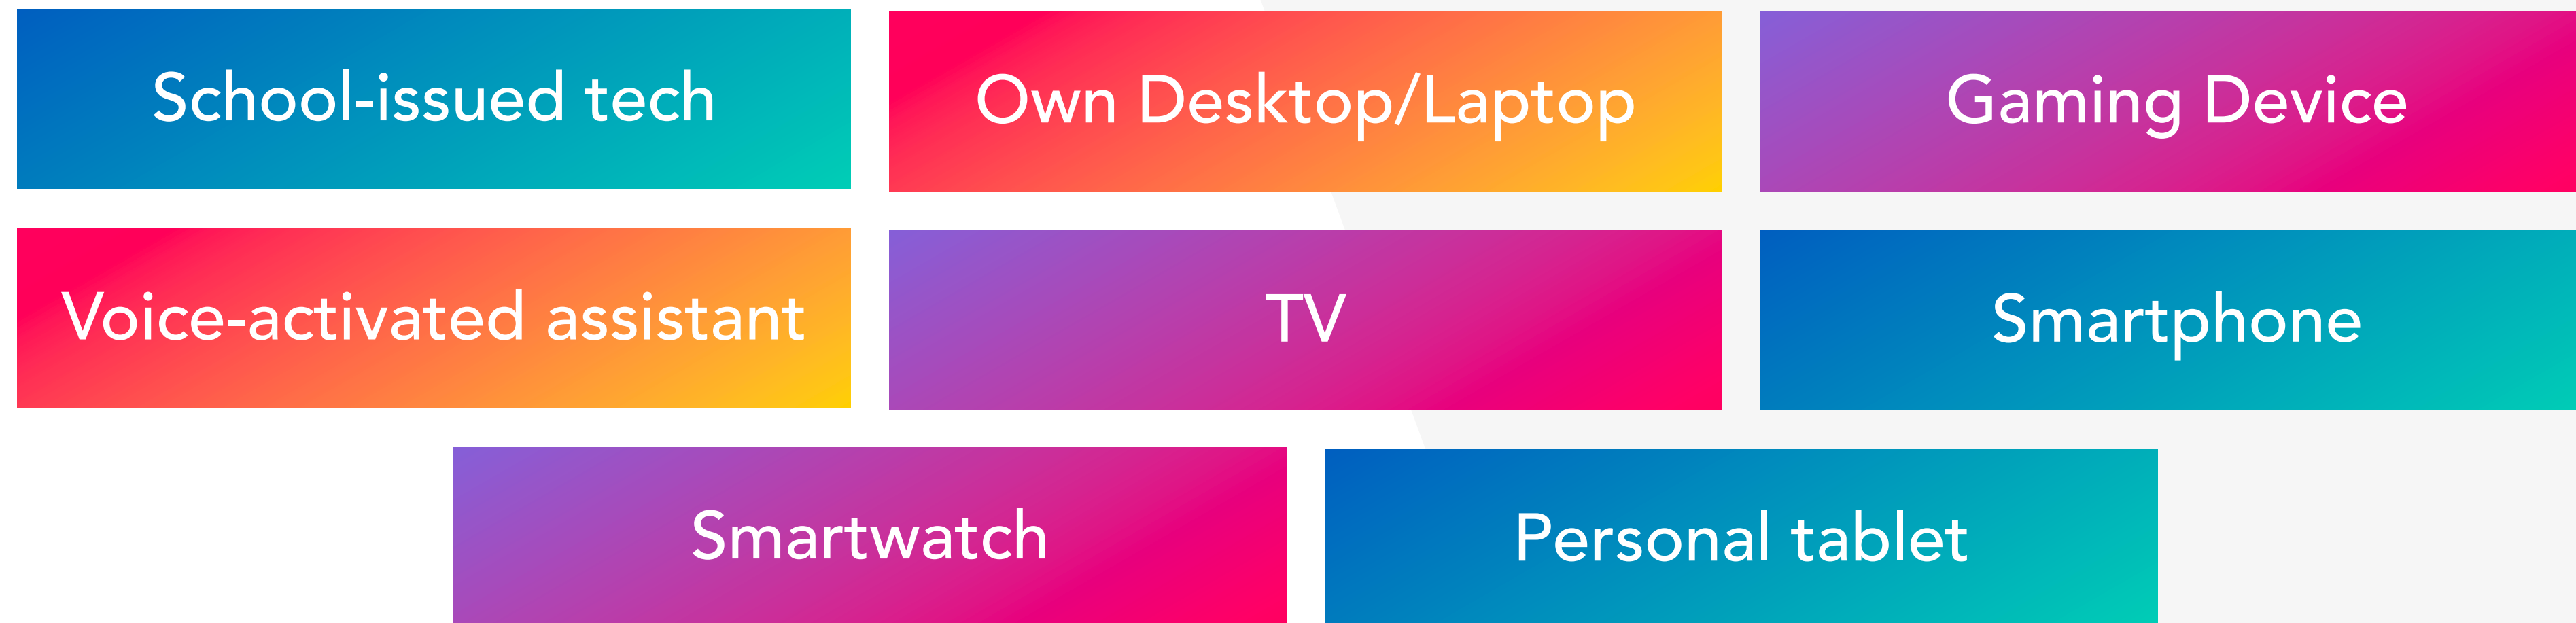 School-issued tech
Own Desktop/Laptop
Gaming Device
Voice-activated assistant
TV
Smartphone
Smartwatch
Personal tablet